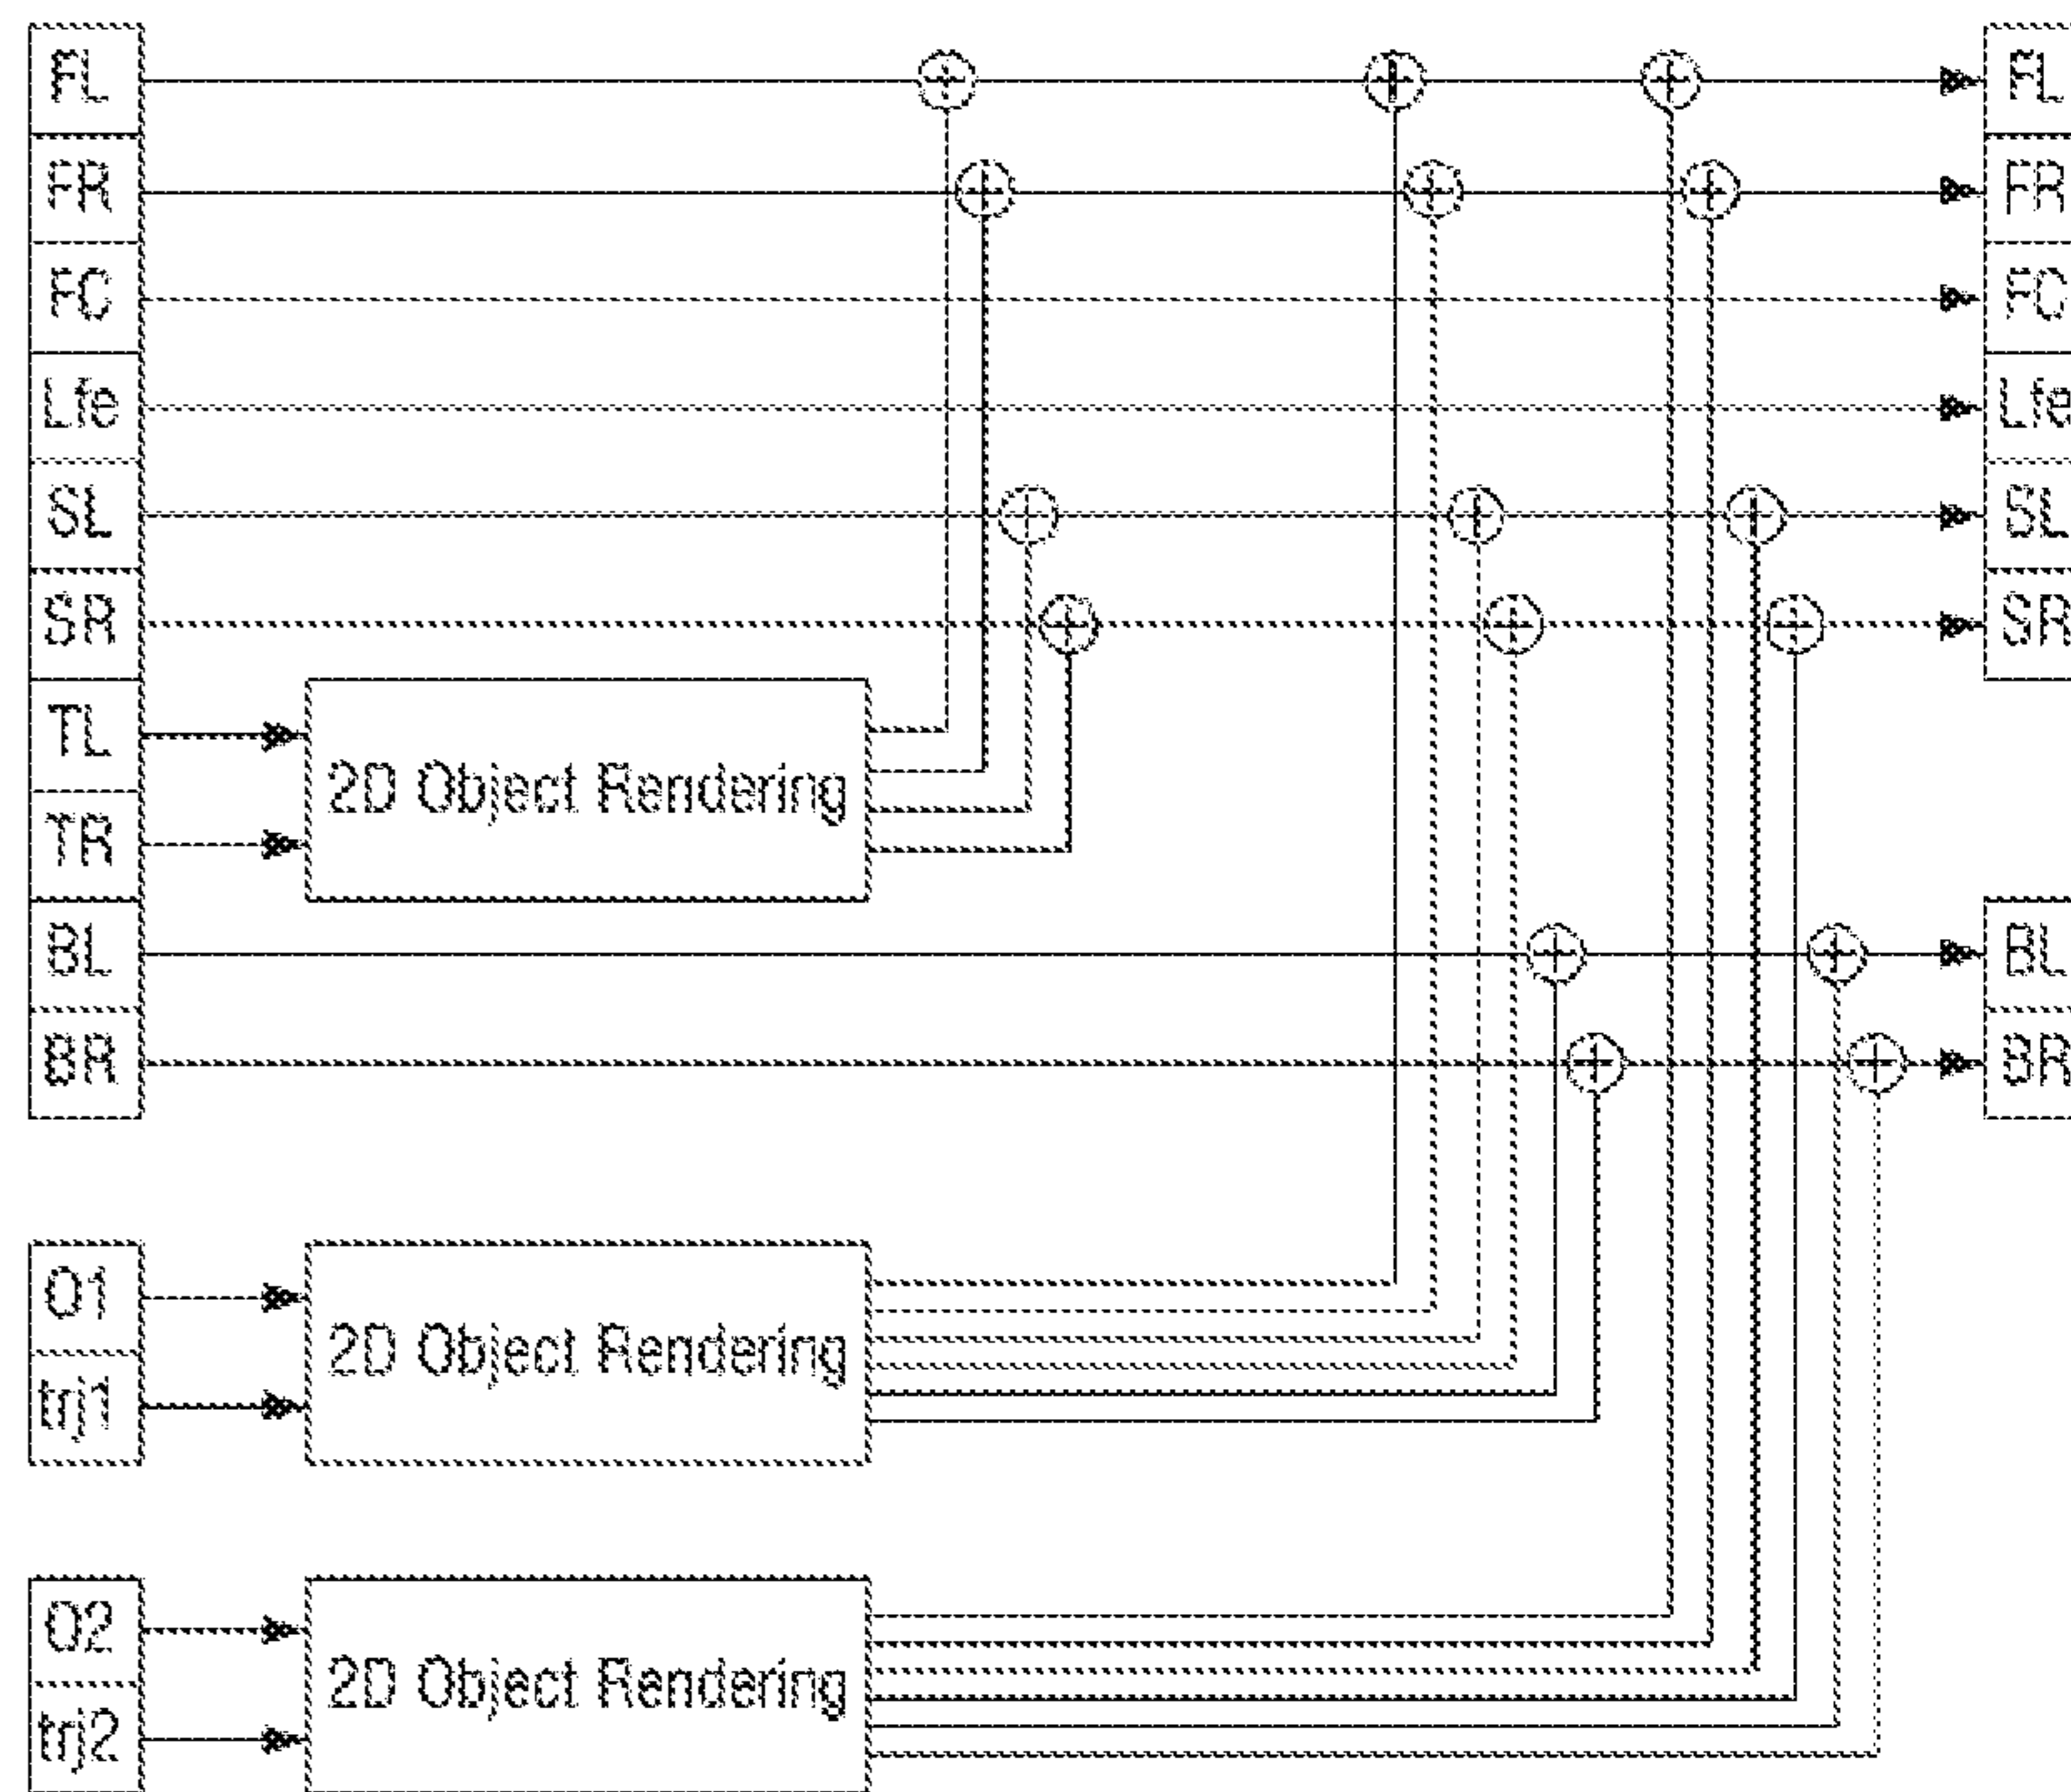 FL
FR
FC
Lfe
SL
SR
TL
TR
BL
BR
2D Object Rendering
O1
trj1
2D Object Rendering
O2
trj2
2D Object Rendering
FL
FR
FC
Lfe
SL
SR
BL
BR